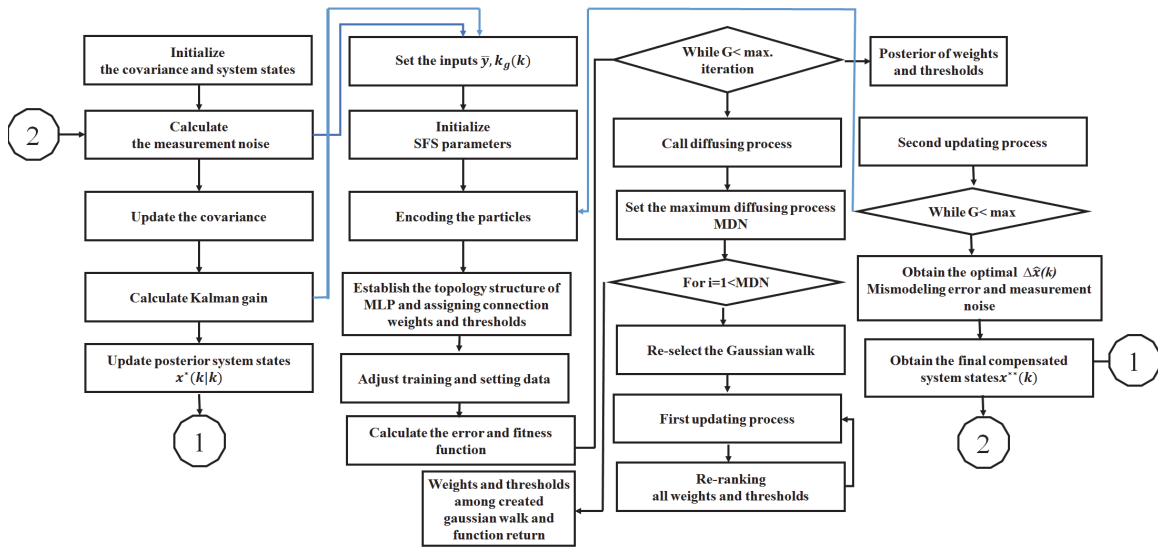 Initialize
the covariance and system states
2
Calculate
the measurement noise
Update the covariance
Calculate Kalman gain
Update posterior system states
x*(k|k)
1
Set the inputs ȳ, k_g(k)
Initialize
SFS parameters
Encoding the particles
Establish the topology structure of
MLP and assigning connection
weights and thresholds
Adjust training and setting data
Calculate the error and fitness
function
Weights and thresholds
among created
gaussian walk and
function return
While G< max.
iteration
Call diffusing process
Set the maximum diffusing process
MDN
For i=1<MDN
Re-select the Gaussian walk
First updating process
Re-ranking
all weights and thresholds
Posterior of weights
and thresholds
Second updating process
While G< max
Obtain the optimal Δx̂(k)
Mismodeling error and measurement
noise
Obtain the final compensated
system statesx**(k)
1
2